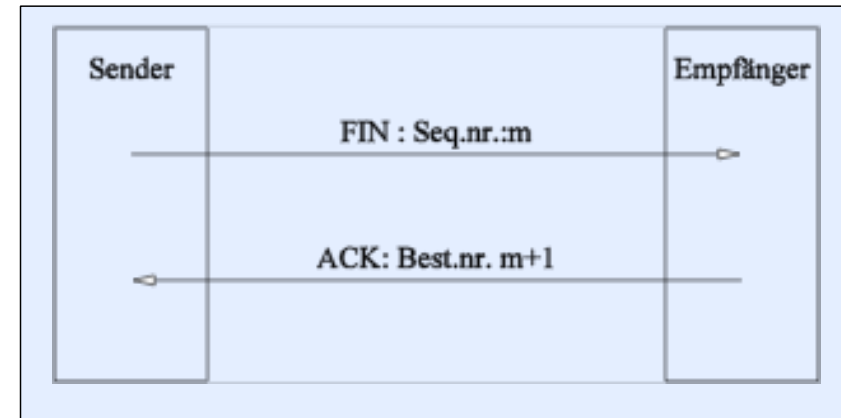 Sender
Empfänger
FIN : Seq.nr.:m
ACK: Best.nr. m+1